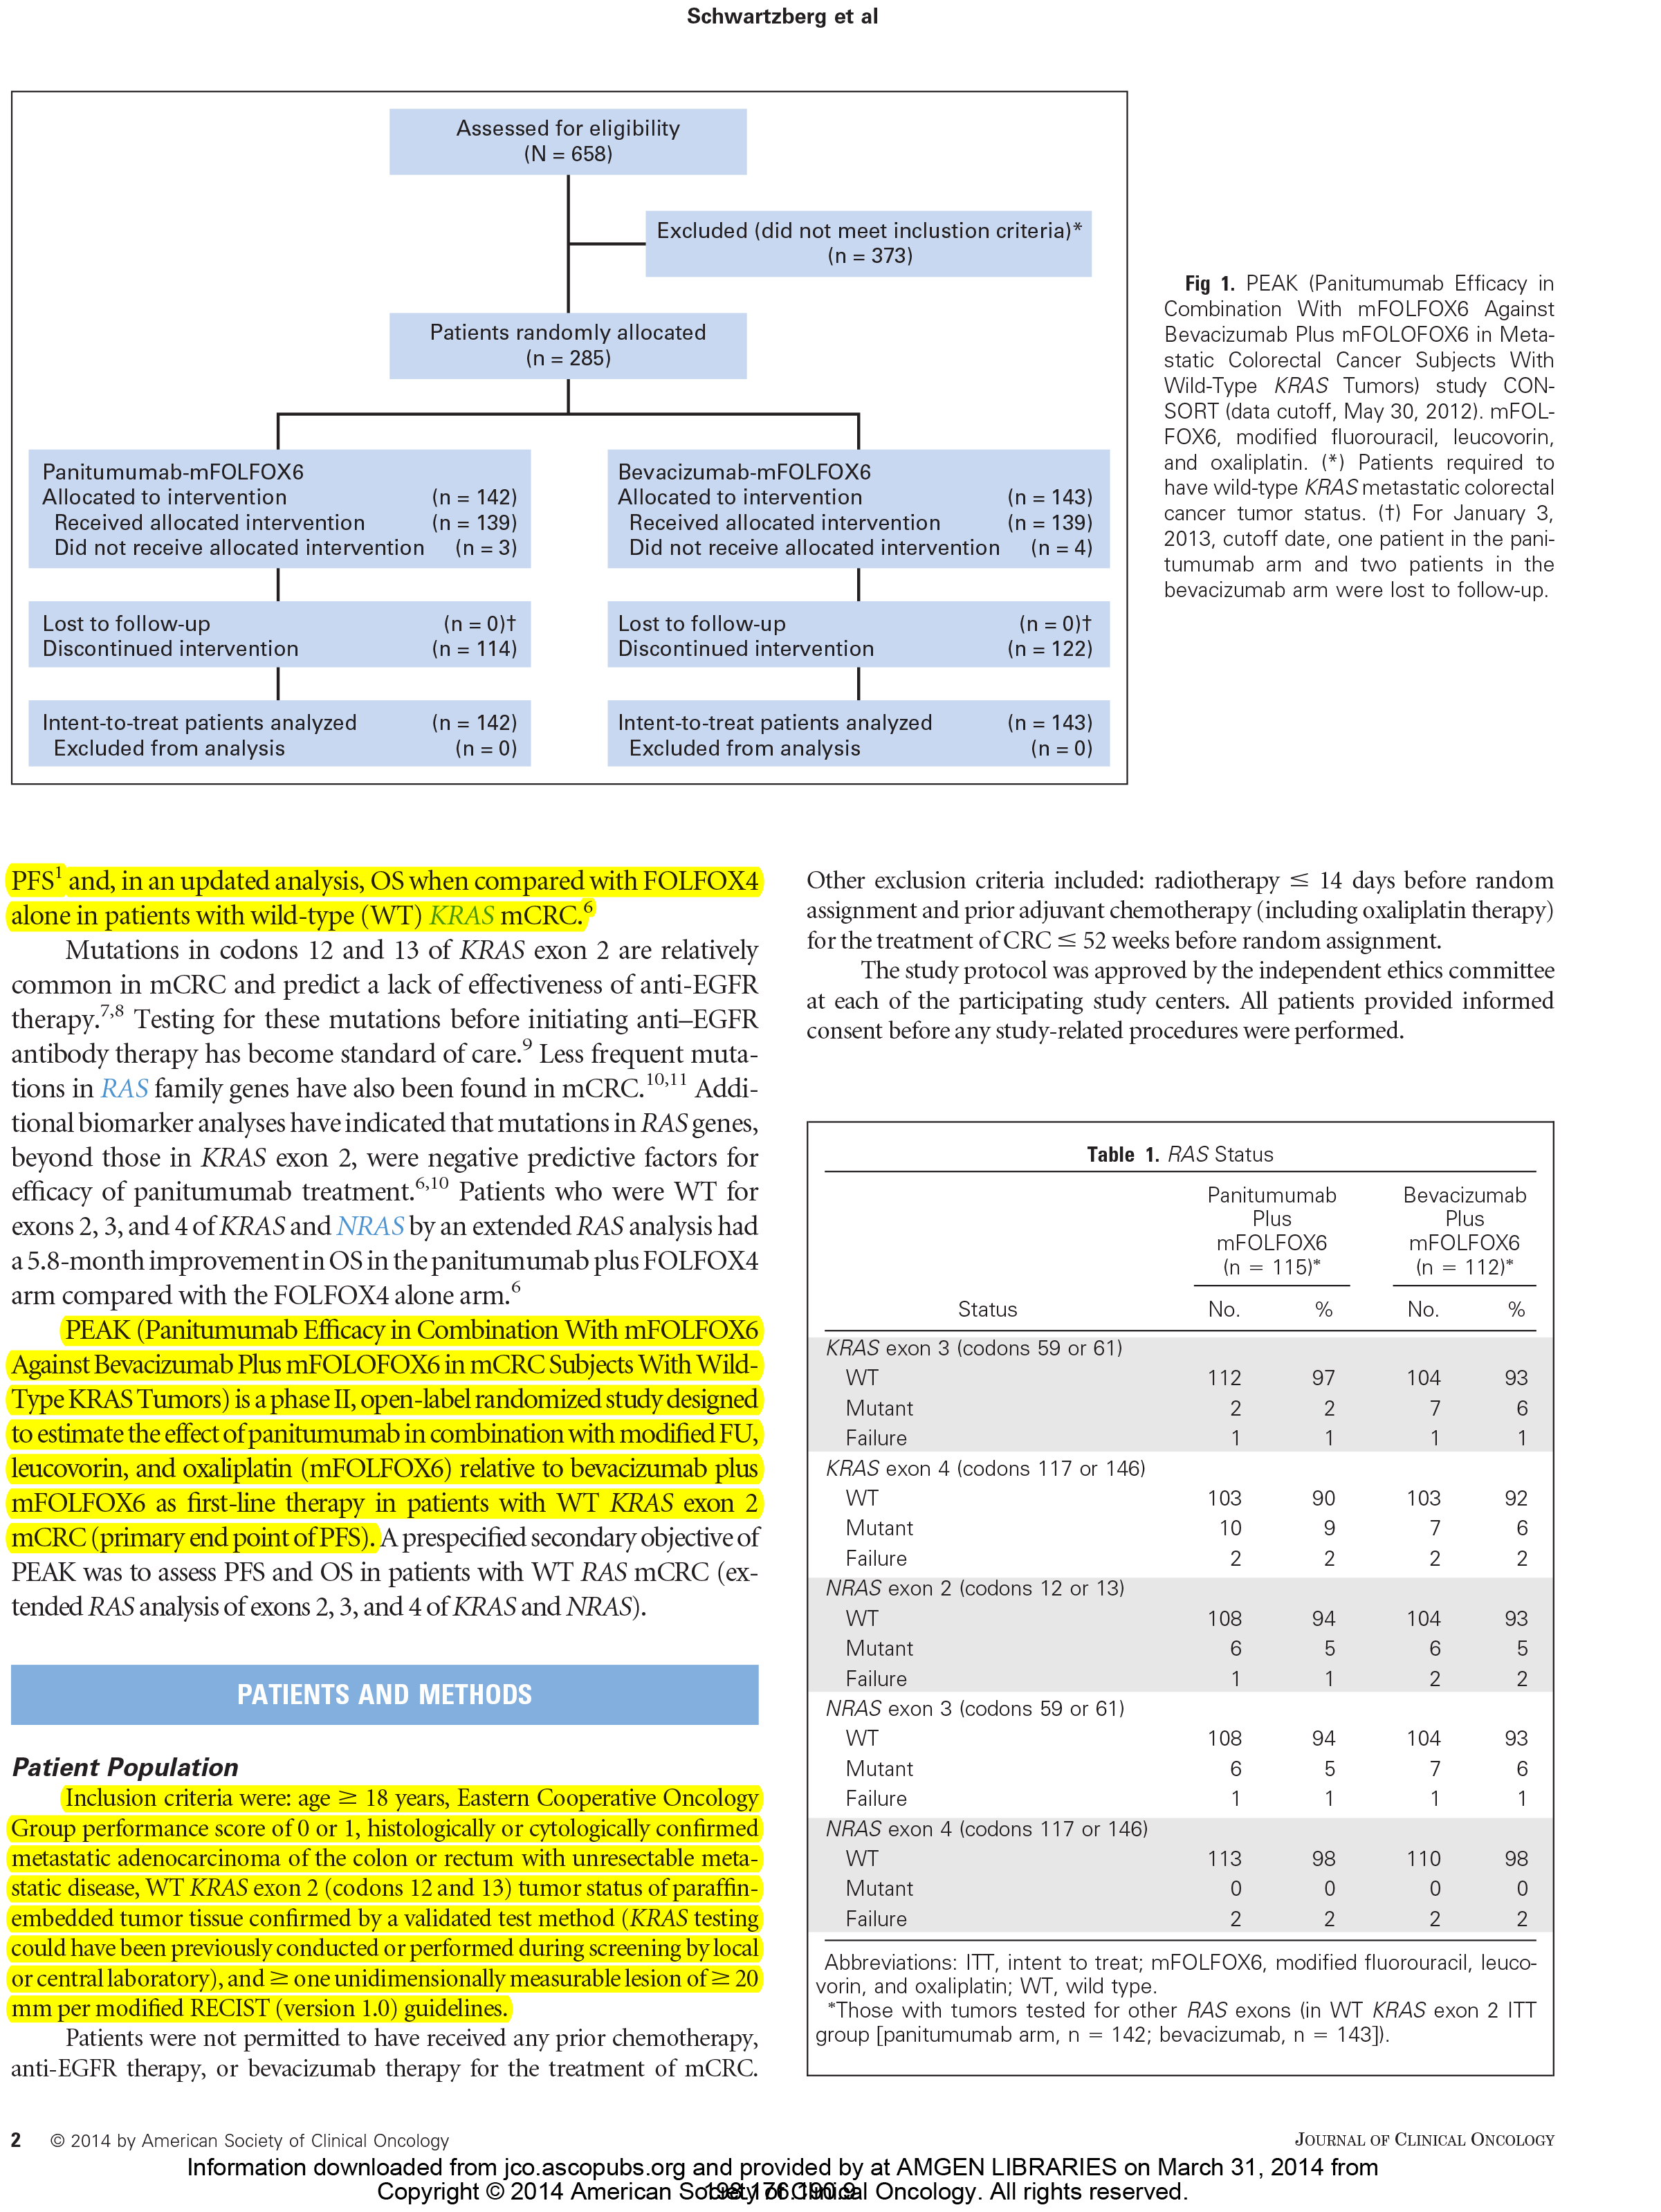 Schwartzberg et al
Assessed for eligibility
(N = 658)
Excluded (did not meet inclustion criteria)*
(n = 373)
Patients randomly allocated
(n = 285)
Panitumumab-mFOLFOX6
Allocated to intervention (n = 142)
Received allocated intervention (n = 139)
Did not receive allocated intervention (n = 3)
Bevacizumab-mFOLFOX6
Allocated to intervention (n = 143)
Received allocated intervention (n = 139)
Did not receive allocated intervention (n = 4)
Lost to follow-up (n = 0)†
Discontinued intervention (n = 114)
Lost to follow-up (n = 0)†
Discontinued intervention (n = 122)
Intent-to-treat patients analyzed (n = 142)
Excluded from analysis (n = 0)
Intent-to-treat patients analyzed (n = 143)
Excluded from analysis (n = 0)
Fig 1. PEAK (Panitumumab Efficacy in
Combination With mFOLFOX6 Against
Bevacizumab Plus mFOLOFOX6 in Meta-
static Colorectal Cancer Subjects With
Wild-Type KRAS Tumors) study CON-
SORT (data cutoff, May 30, 2012). mFOL-
FOX6, modified fluorouracil, leucovorin,
and oxaliplatin. (*) Patients required to
have wild-type KRAS metastatic colorectal
cancer tumor status. (†) For January 3,
2013, cutoff date, one patient in the pani-
tumumab arm and two patients in the
bevacizumab arm were lost to follow-up.
PFS1 and, in an updated analysis, OS when compared with FOLFOX4
alone in patients with wild-type (WT) KRAS mCRC.6
Mutations in codons 12 and 13 of KRAS exon 2 are relatively
common in mCRC and predict a lack of effectiveness of anti-EGFR
therapy.7,8 Testing for these mutations before initiating anti–EGFR
antibody therapy has become standard of care.9 Less frequent muta-
tions in RAS family genes have also been found in mCRC.10,11 Addi-
tional biomarker analyses have indicated that mutations in RAS genes,
beyond those in KRAS exon 2, were negative predictive factors for
efficacy of panitumumab treatment.6,10 Patients who were WT for
exons 2, 3, and 4 of KRAS and NRAS by an extended RAS analysis had
a 5.8-month improvement in OS in the panitumumab plus FOLFOX4
arm compared with the FOLFOX4 alone arm.6
PEAK (Panitumumab Efficacy in Combination With mFOLFOX6
Against Bevacizumab Plus mFOLOFOX6 in mCRC Subjects With Wild-
Type KRAS Tumors) is a phase II, open-label randomized study designed
to estimate the effect of panitumumab in combination with modified FU,
leucovorin, and oxaliplatin (mFOLFOX6) relative to bevacizumab plus
mFOLFOX6 as first-line therapy in patients with WT KRAS exon 2
mCRC (primary end point of PFS). A prespecified secondary objective of
PEAK was to assess PFS and OS in patients with WT RAS mCRC (ex-
tended RAS analysis of exons 2, 3, and 4 of KRAS and NRAS).
PATIENTS AND METHODS
Patient Population
Inclusion criteria were: age ≥ 18 years, Eastern Cooperative Oncology
Group performance score of 0 or 1, histologically or cytologically confirmed
metastatic adenocarcinoma of the colon or rectum with unresectable meta-
static disease, WT KRAS exon 2 (codons 12 and 13) tumor status of paraffin-
embedded tumor tissue confirmed by a validated test method (KRAS testing
could have been previously conducted or performed during screening by local
or central laboratory), and ≥ one unidimensionally measurable lesion of ≥ 20
mm per modified RECIST (version 1.0) guidelines.
Patients were not permitted to have received any prior chemotherapy,
anti-EGFR therapy, or bevacizumab therapy for the treatment of mCRC.
Other exclusion criteria included: radiotherapy ≤ 14 days before random
assignment and prior adjuvant chemotherapy (including oxaliplatin therapy)
for the treatment of CRC ≤ 52 weeks before random assignment.
The study protocol was approved by the independent ethics committee
at each of the participating study centers. All patients provided informed
consent before any study-related procedures were performed.
Table 1. RAS Status
Panitumumab Bevacizumab
Plus Plus
mFOLFOX6 mFOLFOX6
(n = 115)* (n = 112)*
Status No. % No. %
KRAS exon 3 (codons 59 or 61)
WT 112 97 104 93
Mutant 2 2 7 6
Failure 1 1 1 1
KRAS exon 4 (codons 117 or 146)
WT 103 90 103 92
Mutant 10 9 7 6
Failure 2 2 2 2
NRAS exon 2 (codons 12 or 13)
WT 108 94 104 93
Mutant 6 5 6 5
Failure 1 1 2 2
NRAS exon 3 (codons 59 or 61)
WT 108 94 104 93
Mutant 6 5 7 6
Failure 1 1 1 1
NRAS exon 4 (codons 117 or 146)
WT 113 98 110 98
Mutant 0 0 0 0
Failure 2 2 2 2
Abbreviations: ITT, intent to treat; mFOLFOX6, modified fluorouracil, leuco-
vorin, and oxaliplatin; WT, wild type.
*Those with tumors tested for other RAS exons (in WT KRAS exon 2 ITT
group [panitumumab arm, n = 142; bevacizumab, n = 143]).
2 © 2014 by American Society of Clinical Oncology
JOURNAL OF CLINICAL ONCOLOGY
Information downloaded from jco.ascopubs.org and provided by at AMGEN LIBRARIES on March 31, 2014 from
Copyright © 2014 American Society of Clinical Oncology. All rights reserved.
198.176.190.9